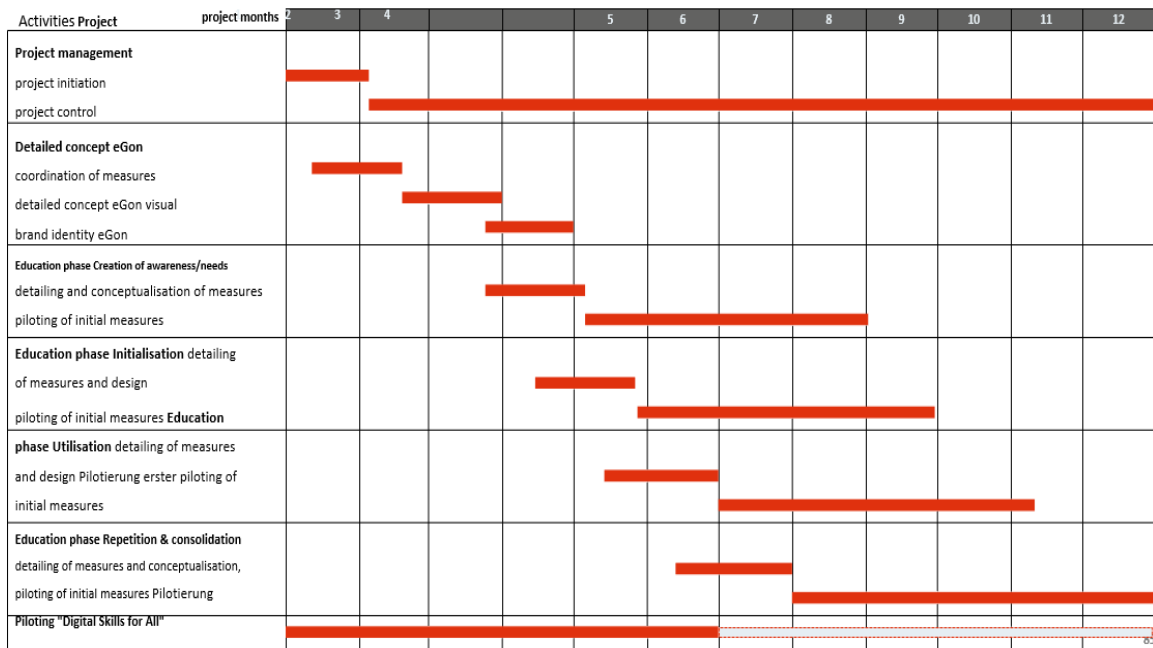 Activities Project
project months 2 3 4 5 6 7 8 9 10 11 12
Project management
project initiation
project control
Detailed concept eGon
coordination of measures
detailed concept eGon visual
brand identity eGon
Education phase Creation of awareness/needs
detailing and conceptualisation of measures
piloting of initial measures
Education phase Initialisation detailing
of measures and design
piloting of initial measures Education
phase Utilisation detailing of measures
and design Pilotierung erster piloting of
initial measures
Education phase Repetition & consolidation
detailing of measures and conceptualisation,
piloting of initial measures Pilotierung
Piloting "Digital Skills for All"